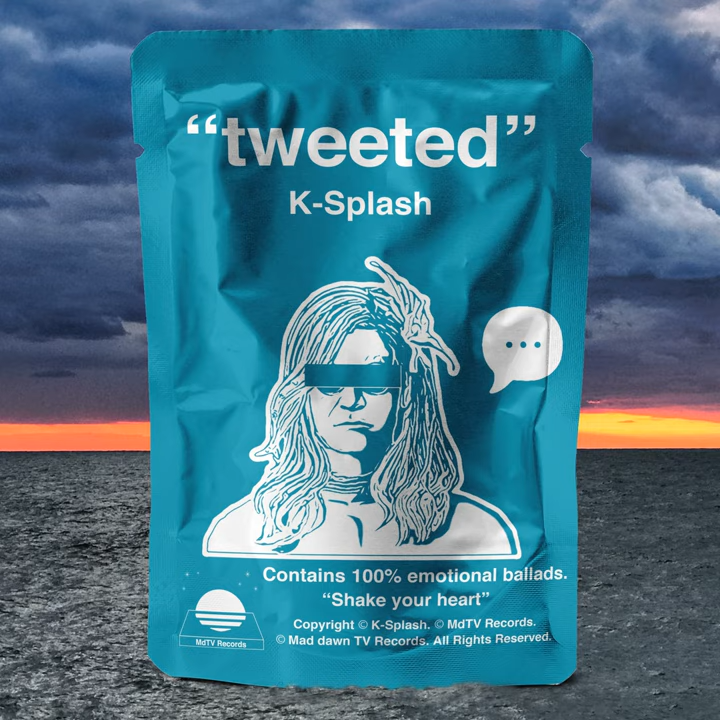 “tweeted”
K-Splash
Contains 100% emotional ballads.
“Shake your heart”
Copyright © K-Splash. © MdTV Records.
© Mad dawn TV Records. All Rights Reserved.
MdTV Records